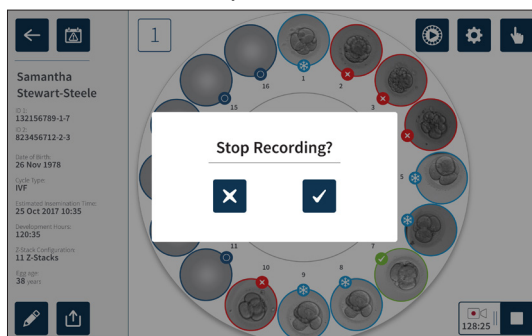 1
Samantha
Stewart-Steele
ID 1:
132156789-1-7
ID 2:
823456712-2-3
Date of Birth:
26 Nov 1978
Cycle Type:
IVF
Estimated Insemination Time:
25 Oct 2017 10:35
Development Hours:
120:35
Z-Stack Configuration:
11 Z-Stacks
Egg age:
38 years
16
1
2
15
3
Stop Recording?
5
11
7
10
9
8
128:25